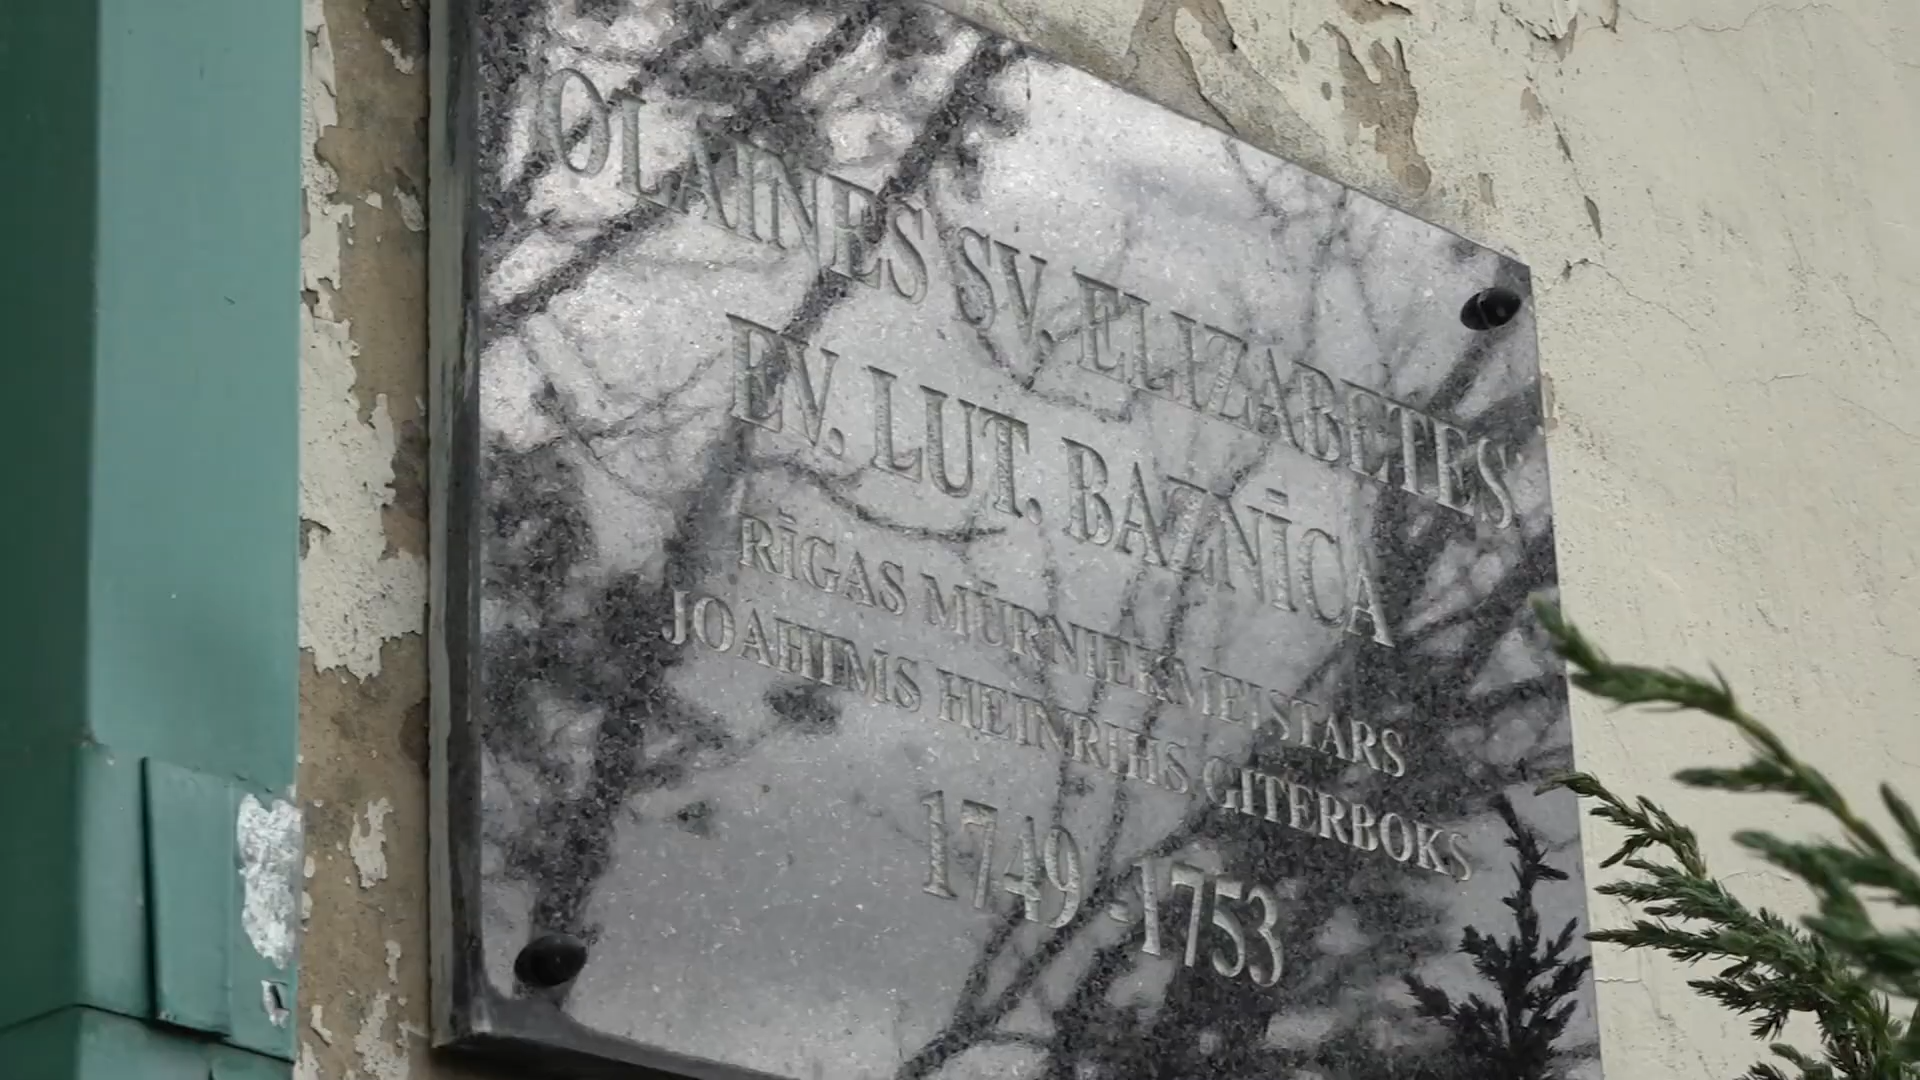 OLAINES SV. ELIZABETES
EV. LUT. BAZNĪCA
RĪGAS MŪRNIEKMEISTARS
JOAHIMS HEINRIHS GITERBOKS
1749 - 1753